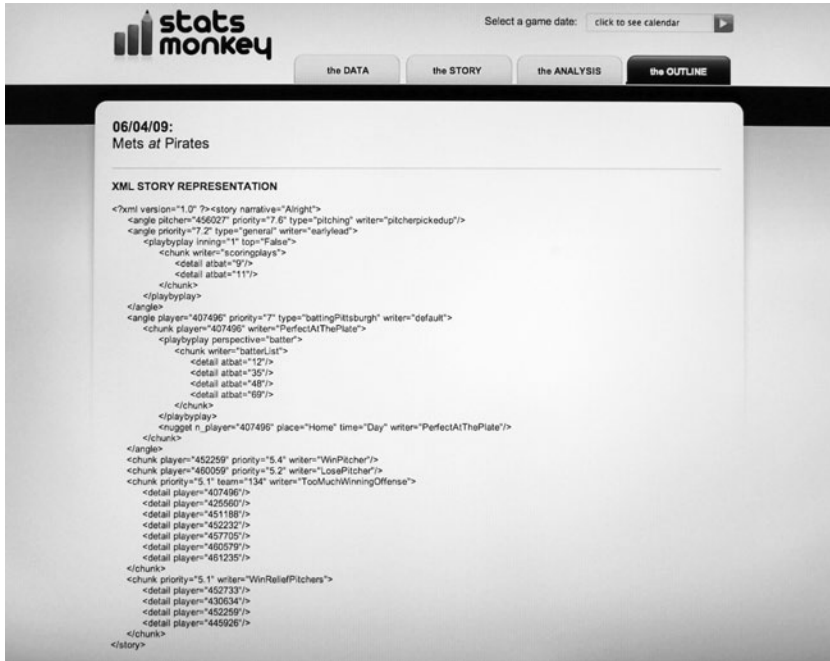 stats
monkey
Select a game date: click to see calendar
the DATA the STORY the ANALYSIS the OUTLINE
06/04/09:
Mets at Pirates
XML STORY REPRESENTATION
<?xml version="1.0" ?><story narrative="Alright">
<angle pitcher="456027" priority="7.6" type="pitching" writer="pitcherpickedup"/>
<angle priority="7.2" type="general" writer="earlylead">
<playbyplay inning="1" top="False">
<chunk writer="scoringplays">
<detail atbat="9"/>
<detail atbat="11"/>
</chunk>
</playbyplay>
</angle>
<angle player="407496" priority="7" type="battingPittsburgh" writer="default">
<chunk player="407496" writer="PerfectAtThePlate">
<playbyplay perspective="batter">
<chunk writer="batterList">
<detail atbat="12"/>
<detail atbat="35"/>
<detail atbat="48"/>
<detail atbat="69"/>
</chunk>
</playbyplay>
<nugget n_player="407496" place="Home" time="Day" writer="PerfectAtThePlate"/>
</chunk>
</angle>
<chunk player="452259" priority="5.4" writer="WinPitcher"/>
<chunk player="460059" priority="5.2" writer="LosePitcher"/>
<chunk priority="5.1" team="134" writer="TooMuchWinningOffense">
<detail player="407496"/>
<detail player="425560"/>
<detail player="451188"/>
<detail player="452232"/>
<detail player="457705"/>
<detail player="460579"/>
<detail player="461235"/>
</chunk>
<chunk priority="5.1" writer="WinReliefPitchers">
<detail player="452733"/>
<detail player="430634"/>
<detail player="452259"/>
<detail player="445926"/>
</chunk>
</story>